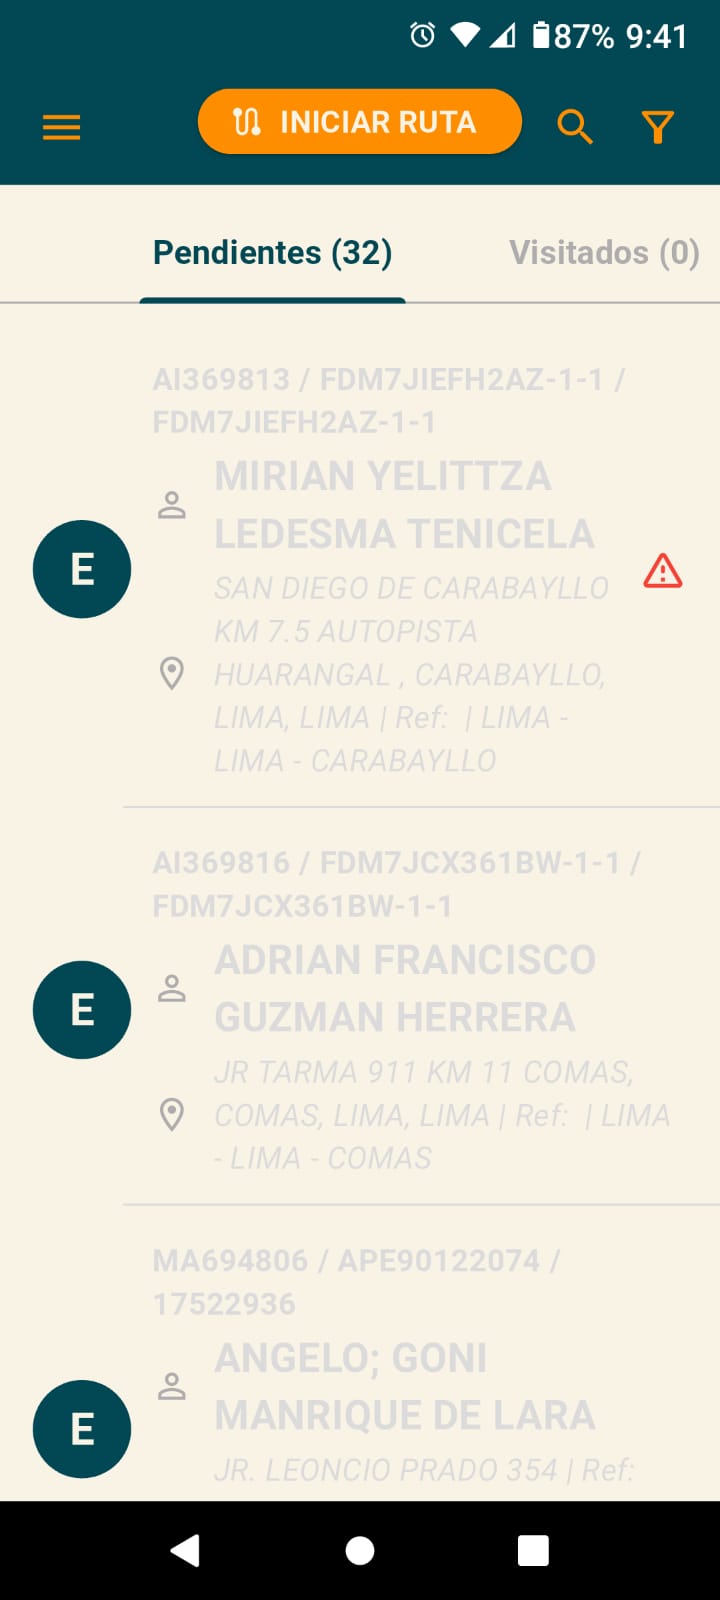 87% 9:41
INICIAR RUTA
Pendientes (32) Visitados (0)
AI369813 / FDM7JIEFH2AZ-1-1 /
FDM7JIEFH2AZ-1-1
MIRIAN YELITTZA
LEDESMA TENICELA
E
SAN DIEGO DE CARABAYLLO
KM 7.5 AUTOPISTA
HUARANGAL , CARABAYLLO,
LIMA, LIMA | Ref:  | LIMA -
LIMA - CARABAYLLO
AI369816 / FDM7JCX361BW-1-1 /
FDM7JCX361BW-1-1
ADRIAN FRANCISCO
GUZMAN HERRERA
E
JR TARMA 911 KM 11 COMAS,
COMAS, LIMA, LIMA | Ref:  | LIMA
- LIMA - COMAS
MA694806 / APE90122074 /
17522936
ANGELO; GONI
MANRIQUE DE LARA
E
JR. LEONCIO PRADO 354 | Ref: